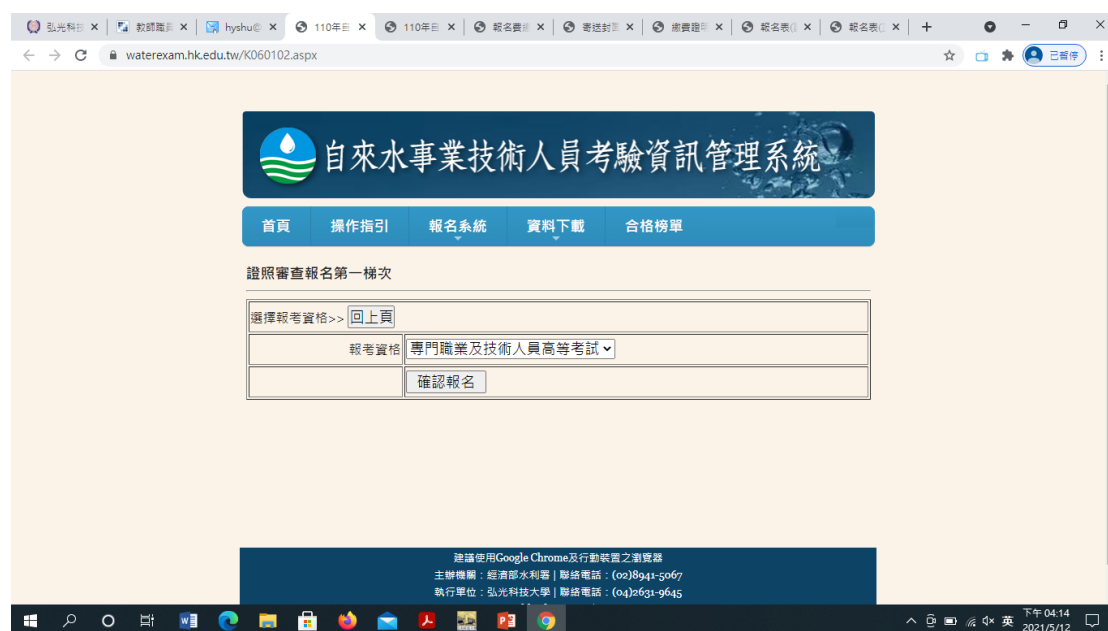 弘光科技
教師職員
hyshu@
110年自
110年自
報名費
寄送封
繳費證明
報名表(
報名表(
waterexam.hk.edu.tw/K060102.aspx
已暫停
自來水事業技術人員考驗資訊管理系統
首頁 操作指引 報名系統 資料下載 合格榜單
證照審查報名第一梯次
選擇報考資格>> 回上頁
報考資格 專門職業及技術人員高等考試
確認報名
建議使用Google Chrome及行動裝置之瀏覽器
主辦機關：經濟部水利署 | 聯絡電話：(02)8941-5067
執行單位：弘光科技大學 | 聯絡電話：(04)2631-9645
英
下午 04:14
2021/5/12